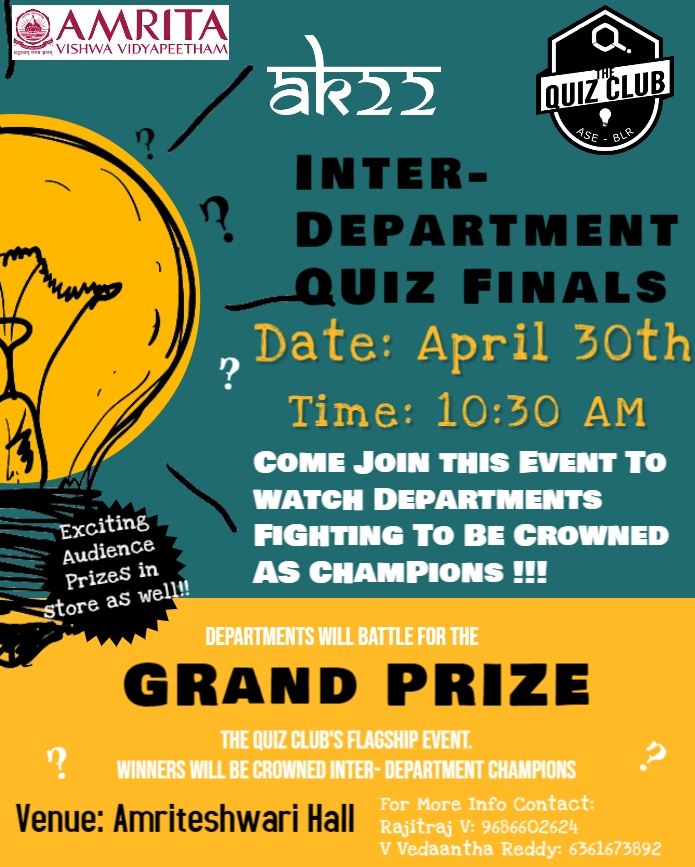 AMRITA
VISHWA VIDYAPEETHAM
ak22
THE
QUIZ CLUB
ASE - BLR
INTER-
DEPARTMENT
QUIZ FINALS
Date: April 30th
Time: 10:30 AM
COME JOIN THIS EVENT TO
WATCH DEPARTMENTS
FIGHTING TO BE CROWNED
AS CHAMPIONS !!!
Exciting
Audience
Prizes in
store as well!!
DEPARTMENTS WILL BATTLE FOR THE
GRAND PRIZE
THE QUIZ CLUB'S FLAGSHIP EVENT.
WINNERS WILL BE CROWNED INTER- DEPARTMENT CHAMPIONS
Venue: Amriteshwari Hall
For More Info Contact:
Rajitraj V: 9686602624
V Vedaantha Reddy: 6361673892